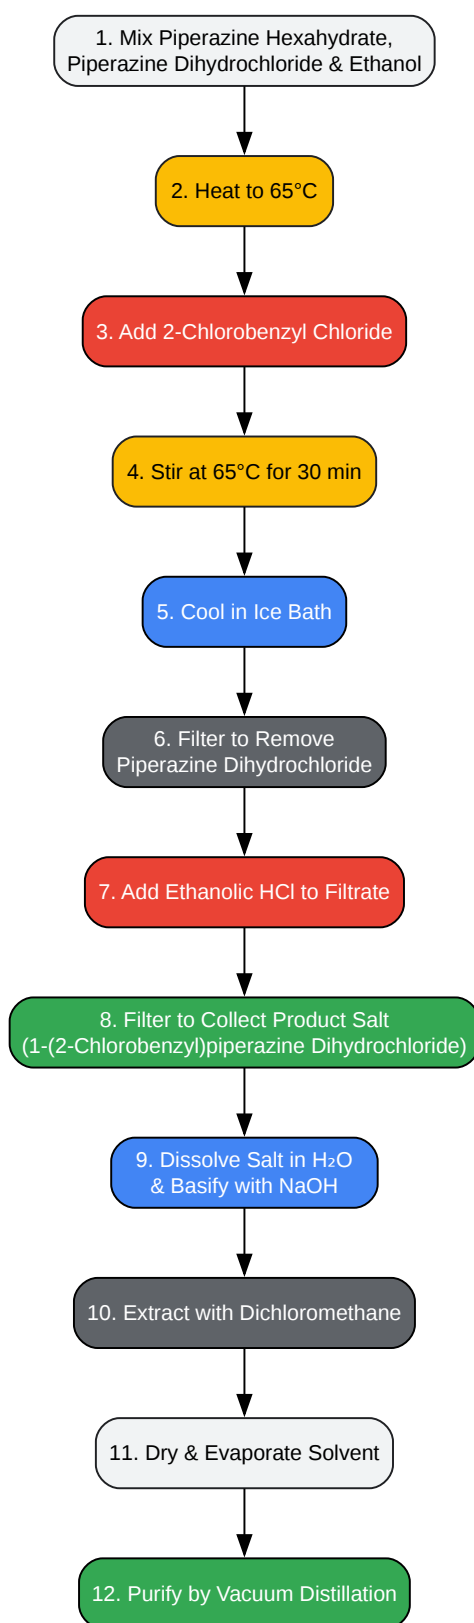 1. Mix Piperazine Hexahydrate,
Piperazine Dihydrochloride & Ethanol
2. Heat to 65°C
3. Add 2-Chlorobenzyl Chloride
4. Stir at 65°C for 30 min
5. Cool in Ice Bath
6. Filter to Remove
Piperazine Dihydrochloride
7. Add Ethanolic HCl to Filtrate
8. Filter to Collect Product Salt
(1-(2-Chlorobenzyl)piperazine Dihydrochloride)
9. Dissolve Salt in H₂O
& Basify with NaOH
10. Extract with Dichloromethane
11. Dry & Evaporate Solvent
12. Purify by Vacuum Distillation